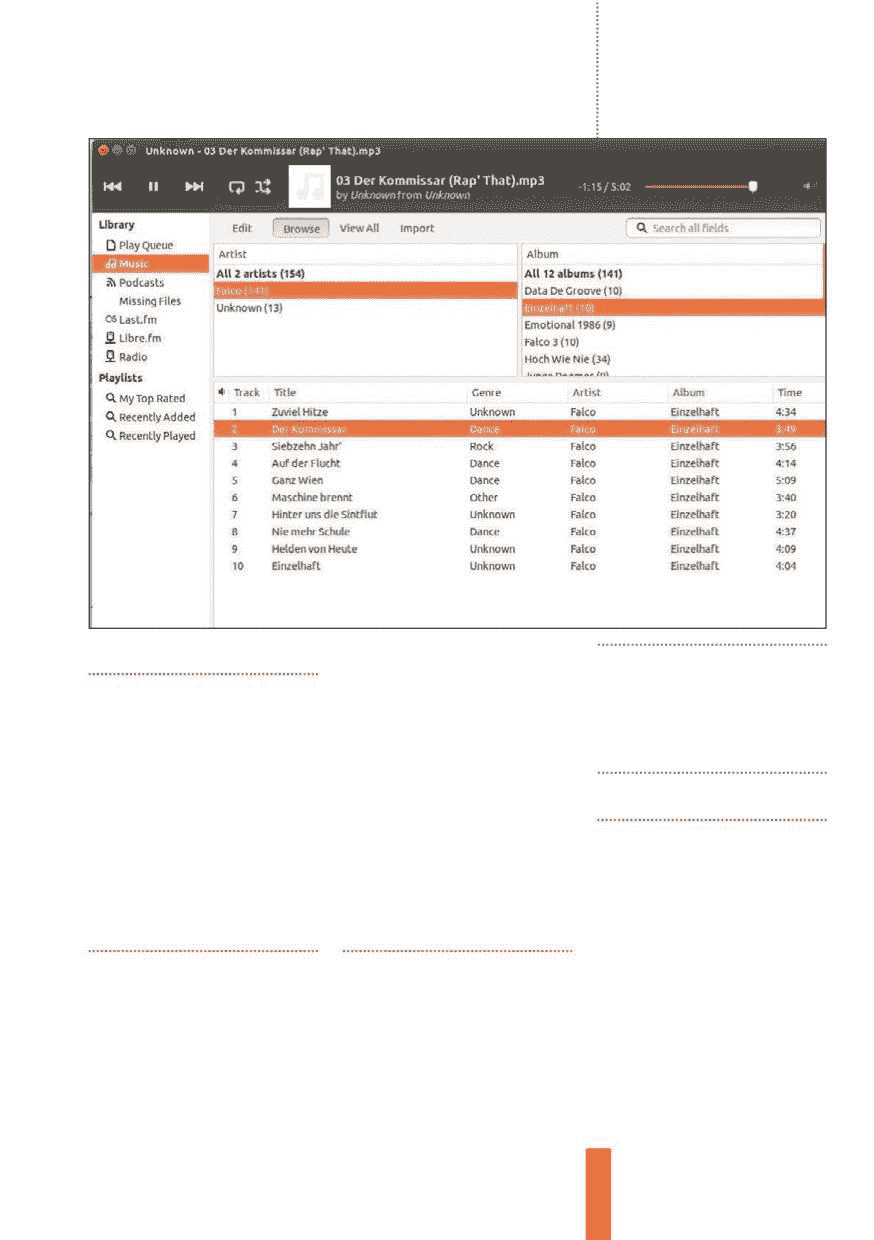 Unknown - 03 Der Kommissar (Rap' That).mp3
03 Der Kommissar (Rap' That).mp3
by Unknown from Unknown
-1:15 / 5:02
Library
Play Queue
Music
Podcasts
Missing Files
Last.fm
Libre.fm
Radio
Playlists
My Top Rated
Recently Added
Recently Played
Edit Browse View All Import
Search all fields
Artist
All 2 artists (154)
Falco (141)
Unknown (13)
Album
All 12 albums (141)
Data De Groove (10)
Einzelhaft (10)
Emotional 1986 (9)
Falco 3 (10)
Hoch Wie Nie (34)
Track Title Genre Artist Album Time
1 Zuviel Hitze Unknown Falco Einzelhaft 4:34
2 Der Kommissar Dance Falco Einzelhaft 3:49
3 Siebzehn Jahr' Rock Falco Einzelhaft 3:56
4 Auf der Flucht Dance Falco Einzelhaft 4:14
5 Ganz Wien Dance Falco Einzelhaft 5:09
6 Maschine brennt Other Falco Einzelhaft 3:40
7 Hinter uns die Sintflut Unknown Falco Einzelhaft 3:20
8 Nie mehr Schule Dance Falco Einzelhaft 4:37
9 Helden von Heute Unknown Falco Einzelhaft 4:09
10 Einzelhaft Unknown Falco Einzelhaft 4:04